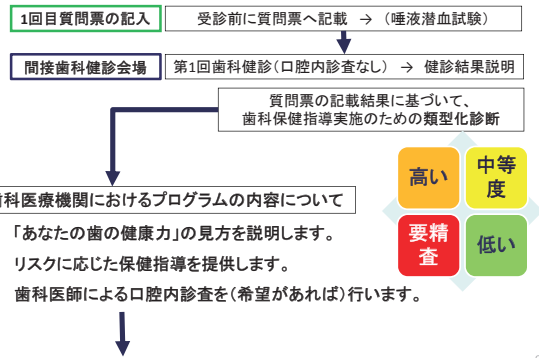 1回目質問票の記入
受診前に質問票へ記載 → (唾液潜血試験)
間接歯科健診会場
第1回歯科健診(口腔内診査なし) → 健診結果説明
質問票の記載結果に基づいて、
歯科保健指導実施のための類型化診断
高い
中等
度
要精
査
低い
歯科医療機関におけるプログラムの内容について
「あなたの歯の健康力」の見方を説明します。
リスクに応じた保健指導を提供します。
歯科医師による口腔内診査を(希望があれば)行います。